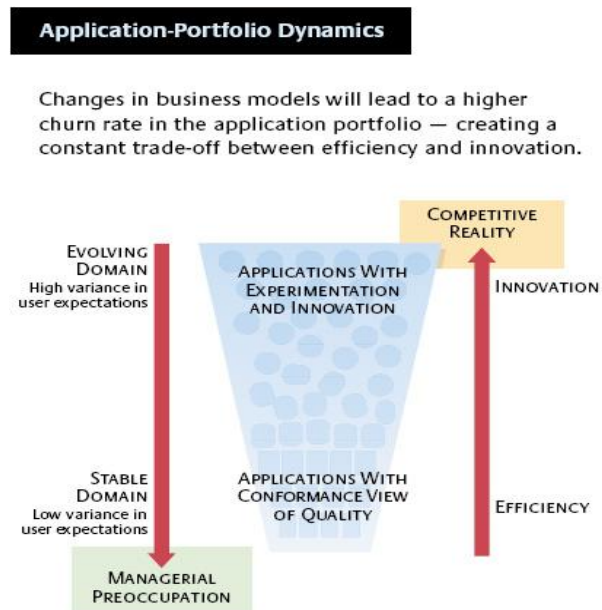 Application-Portfolio Dynamics
Changes in business models will lead to a higher
churn rate in the application portfolio — creating a
constant trade-off between efficiency and innovation.
COMPETITIVE
REALITY
EVOLVING
DOMAIN
High variance in
user expectations
APPLICATIONS WITH
EXPERIMENTATION
AND INNOVATION
INNOVATION
STABLE
DOMAIN
Low variance in
user expectations
APPLICATIONS WITH
CONFORMANCE VIEW
OF QUALITY
EFFICIENCY
MANAGERIAL
PREOCCUPATION